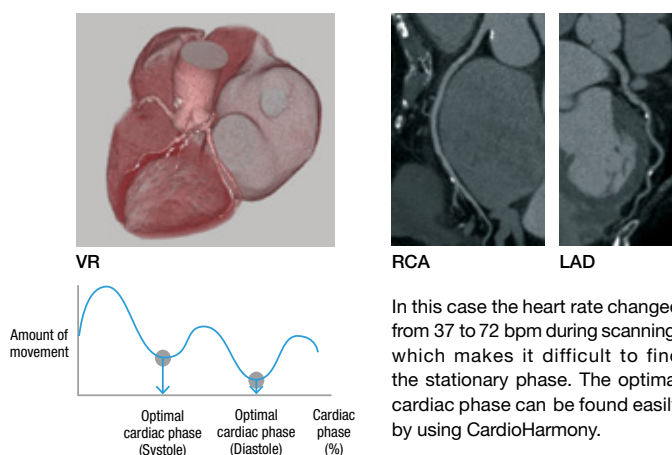 VR
RCA
LAD
Amount of
movement
Optimal
cardiac phase
(Systole)
Optimal
cardiac phase
(Diastole)
Cardiac
phase
(%)
In this case the heart rate changed
from 37 to 72 bpm during scanning,
which makes it difficult to find
the stationary phase. The optimal
cardiac phase can be found easily
by using CardioHarmony.